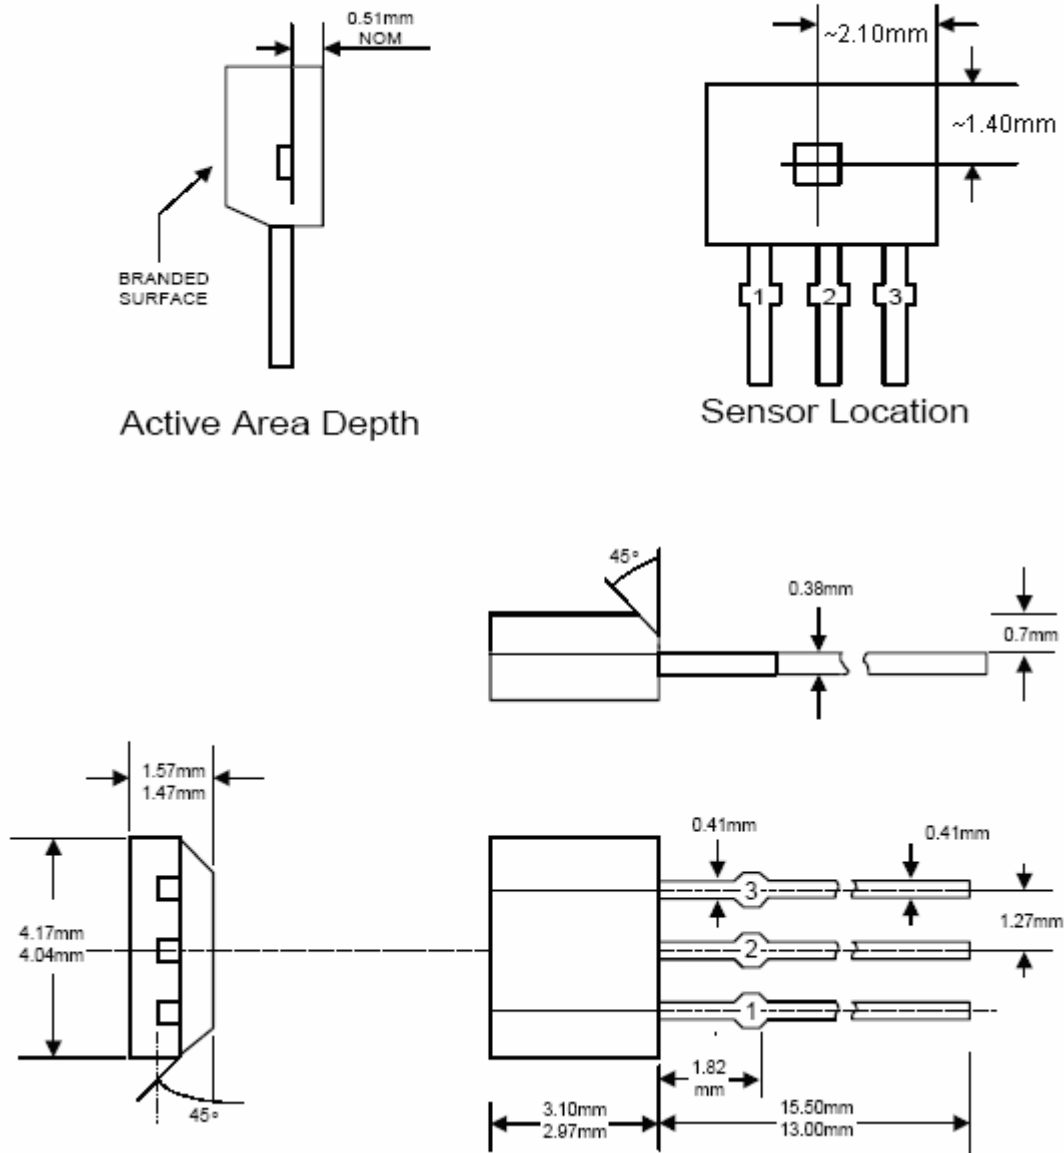 0.51mm
NOM
~2.10mm
~1.40mm
BRANDED
SURFACE
1
2
3
Active Area Depth
Sensor Location
45°
0.38mm
0.7mm
1.57mm
1.47mm
0.41mm
0.41mm
3
1.27mm
4.17mm
4.04mm
2
1
1.82
mm
45°
3.10mm
2.97mm
15.50mm
13.00mm